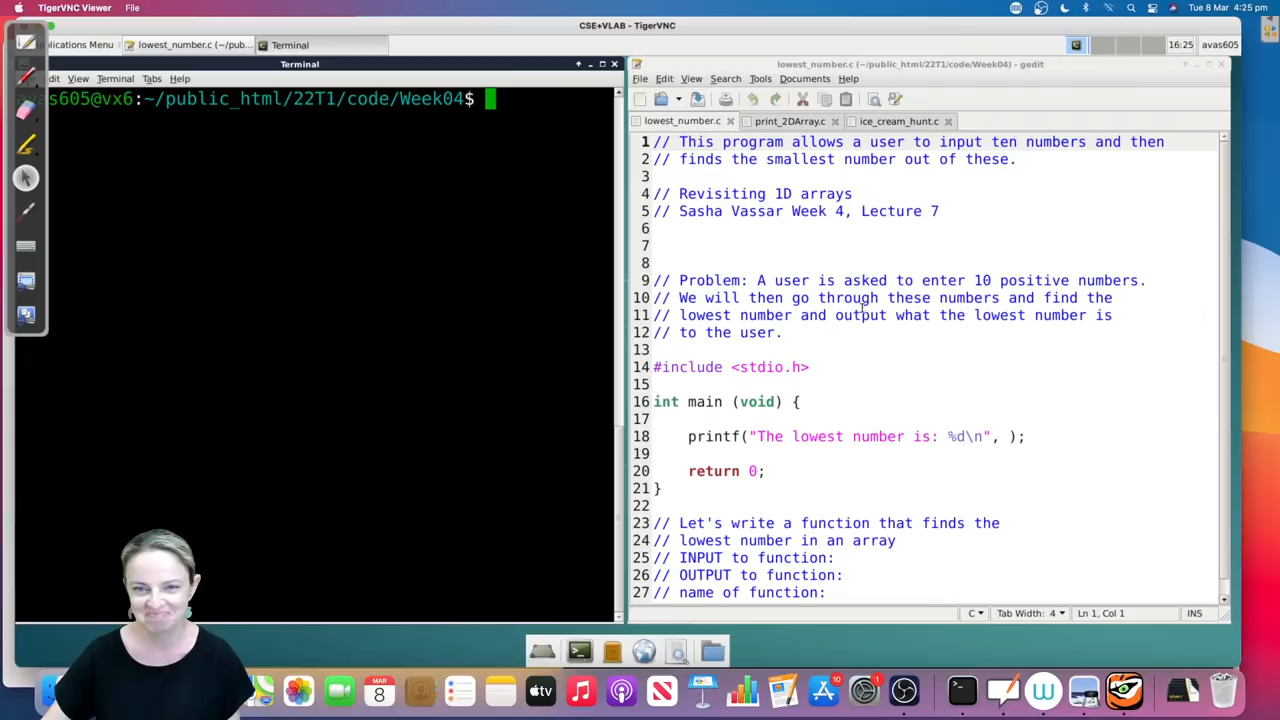 TigerVNC Viewer File Tue 8 Mar 4:25 pm
CSE+VLAB - TigerVNC
plications Menu lowest_number.c (~/pub... Terminal 16:25 avas605
Terminal
dit View Terminal Tabs Help
avas605@vx6:~/public_html/22T1/code/Week04$
lowest_number.c (~/public_html/22T1/code/Week04) - gedit
File Edit View Search Tools Documents Help
lowest_number.c print_2DArray.c ice_cream_hunt.c
1 // This program allows a user to input ten numbers and then
2 // finds the smallest number out of these.
3
4 // Revisiting 1D arrays
5 // Sasha Vassar Week 4, Lecture 7
6
7
8
9 // Problem: A user is asked to enter 10 positive numbers.
10 // We will then go through these numbers and find the
11 // lowest number and output what the lowest number is
12 // to the user.
13
14 #include <stdio.h>
15
16 int main (void) {
17
18 printf("The lowest number is: %d\n", );
19
20 return 0;
21 }
22
23 // Let's write a function that finds the
24 // lowest number in an array
25 // INPUT to function:
26 // OUTPUT to function:
27 // name of function:
C Tab Width: 4 Ln 1, Col 1 INS
MAR
8
tv
10
1